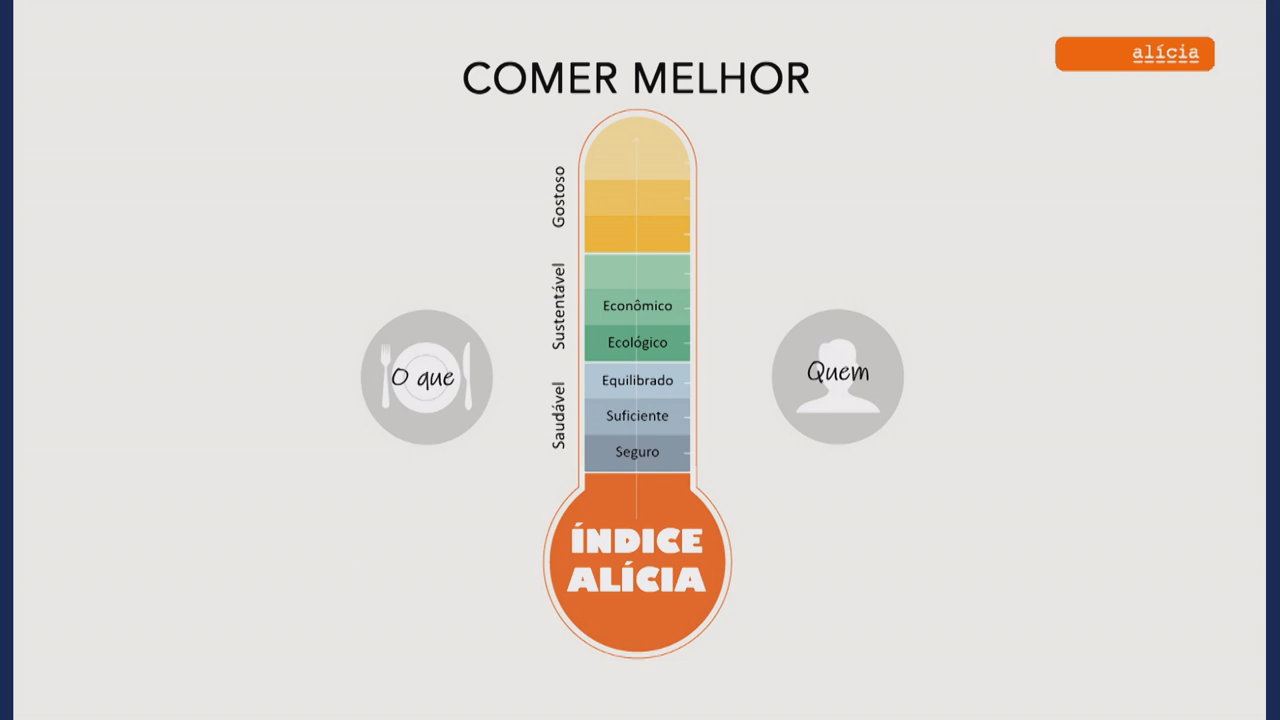 alícia
COMER MELHOR
Gostoso
Sustentável
Econômico
Ecológico
Saudável
Equilibrado
Suficiente
Seguro
O que
Quem
ÍNDICE
ALÍCIA